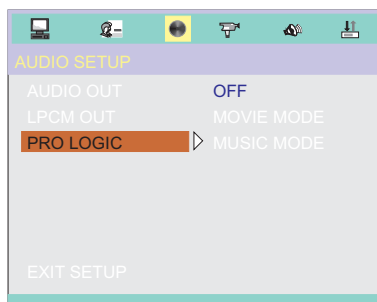 AUDIO SETUP
AUDIO OUT OFF
LPCM OUT MOVIE MODE
PRO LOGIC MUSIC MODE
EXIT SETUP